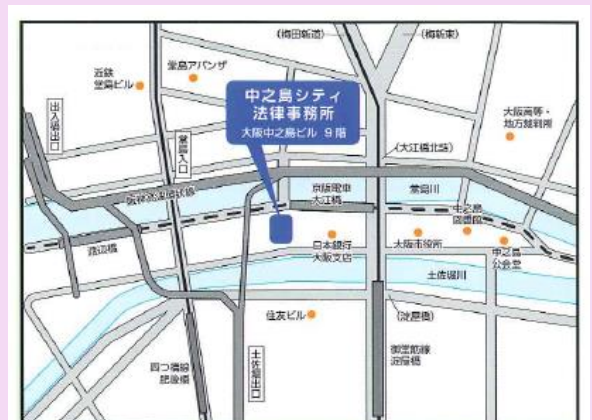 (梅田新道)
(梅新東)
近鉄
堂島ビル
堂島アバンザ
中之島シティ
法律事務所
大阪中之島ビル 9階
大阪高等・
地方裁判所
出入橋出口
堂島入口
(大江橋北詰)
阪神高速環状線
京阪電車
大江橋
堂島川
中之島
図書館
渡辺橋
日本銀行
大阪支店
大阪市役所
中之島
公会堂
土佐堀川
住友ビル
(淀屋橋)
四つ橋線
肥後橋
土佐堀出口
御堂筋線
淀屋橋